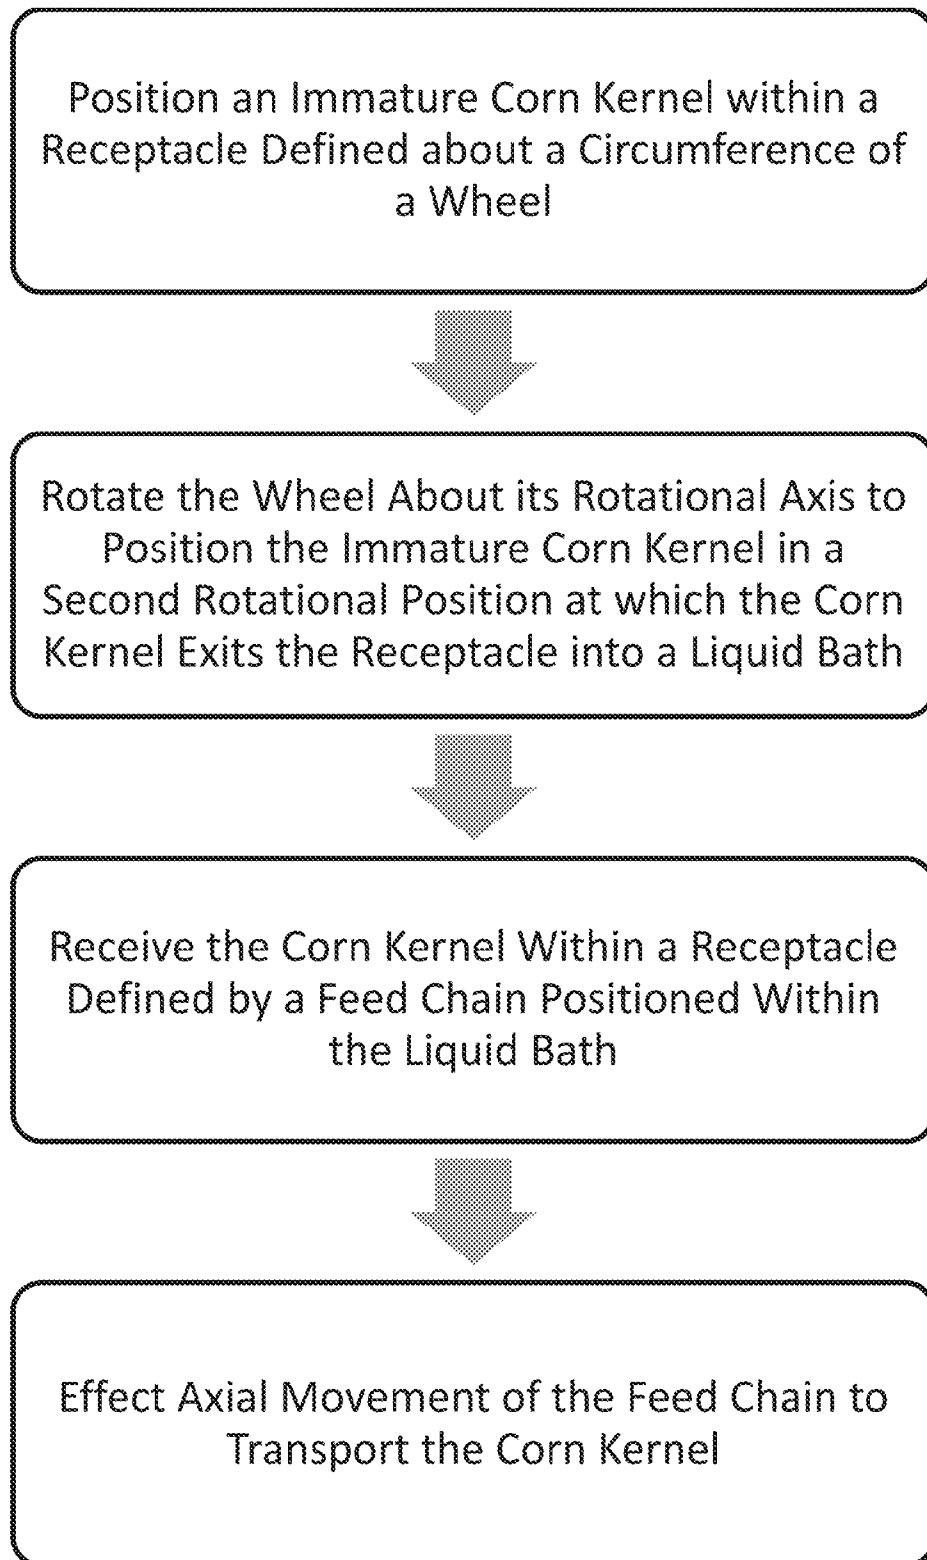 Position an Immature Corn Kernel within a
Receptacle Defined about a Circumference of
a Wheel
Rotate the Wheel About its Rotational Axis to
Position the Immature Corn Kernel in a
Second Rotational Position at which the Corn
Kernel Exits the Receptacle into a Liquid Bath
Receive the Corn Kernel Within a Receptacle
Defined by a Feed Chain Positioned Within
the Liquid Bath
Effect Axial Movement of the Feed Chain to
Transport the Corn Kernel